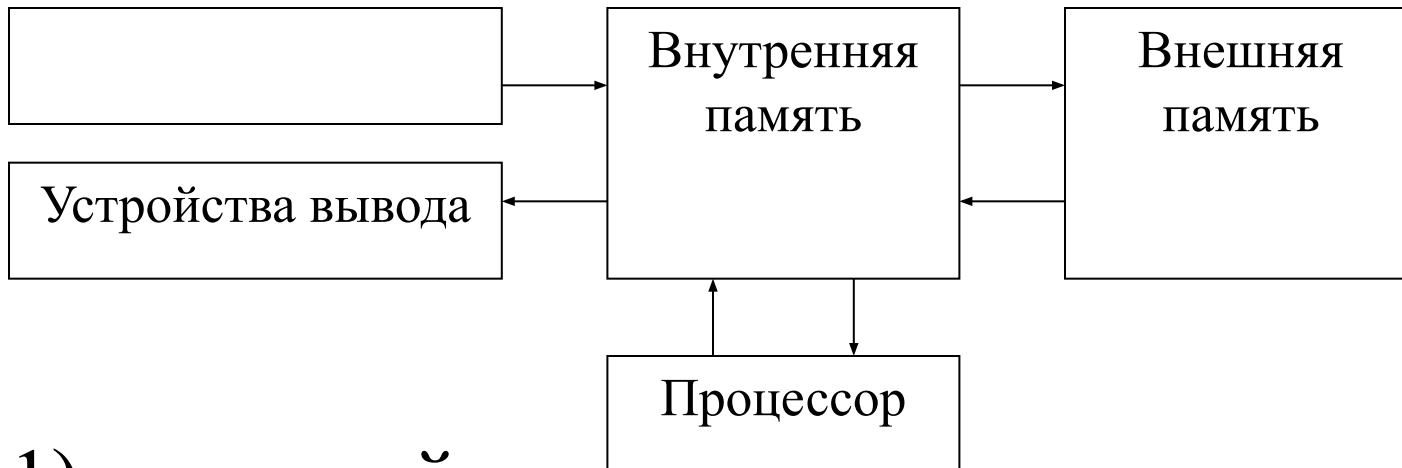 Внутренняя
память
Внешняя
память
Устройства вывода
Процессор